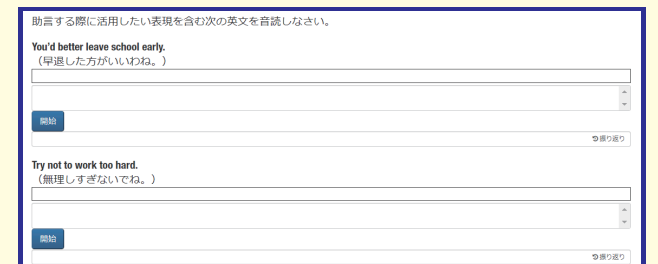 助言する際に活用したい表現を含む次の英文を音読しなさい。
You'd better leave school early.
（早退した方がいいわね。）
開始
振り返り
Try not to work too hard.
（無理しすぎないでね。）
開始
振り返り